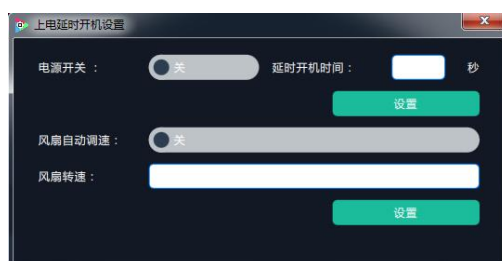 上电延时开机设置
电源开关 ： 关 延时开机时间： 秒
设置
风扇自动调速： 关
风扇转速：
设置